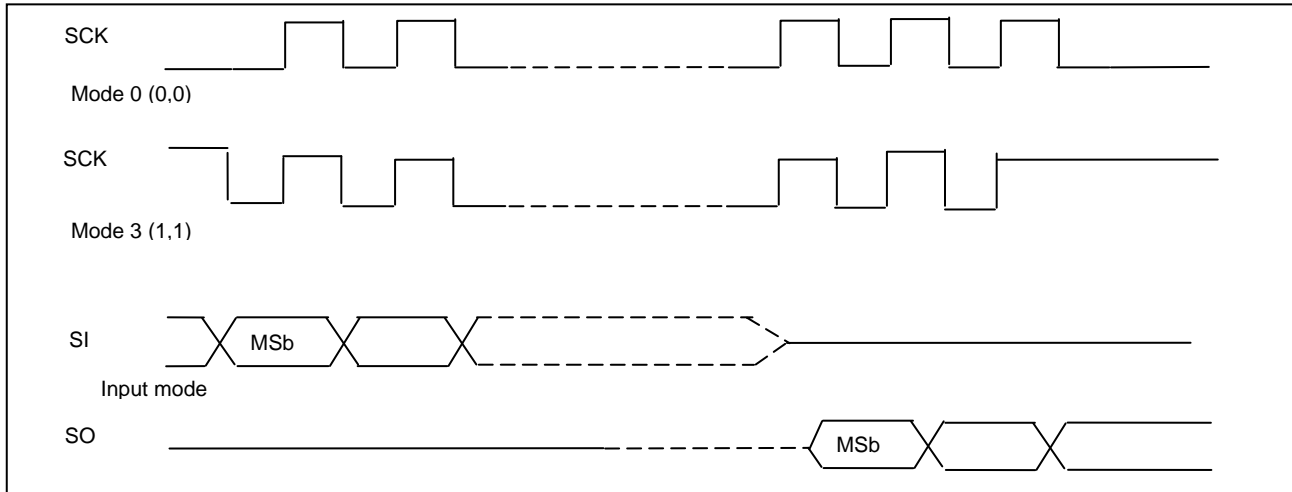 SCK
Mode 0 (0,0)
SCK
Mode 3 (1,1)
SI
MSb
Input mode
SO
MSb